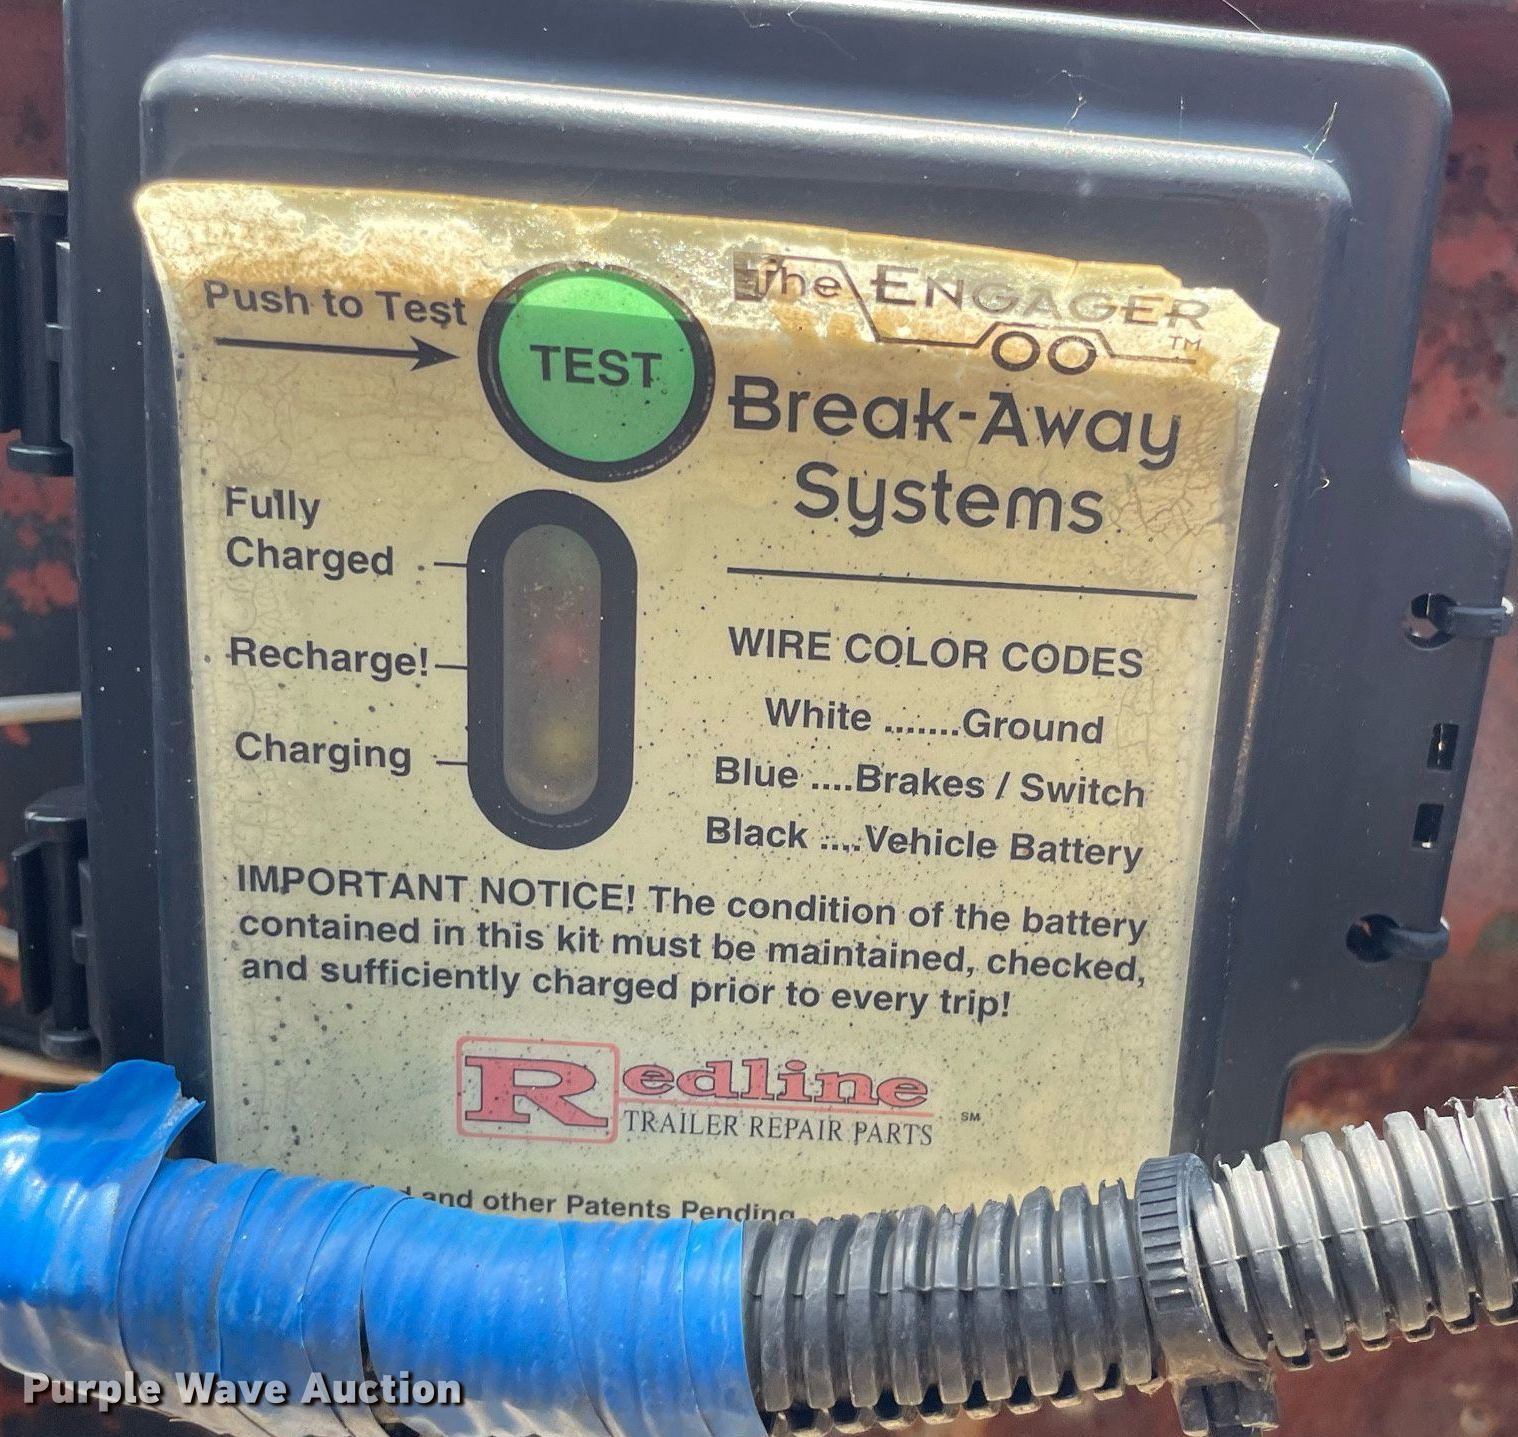 Push to Test
TEST
The ENGAGER™
Break-Away
Systems
Fully
Charged
Recharge!
Charging
WIRE COLOR CODES
White .......Ground
Blue ....Brakes / Switch
Black ....Vehicle Battery
IMPORTANT NOTICE! The condition of the battery
contained in this kit must be maintained, checked,
and sufficiently charged prior to every trip!
Redline
TRAILER REPAIR PARTS ℠
and other Patents Pending
Purple Wave Auction